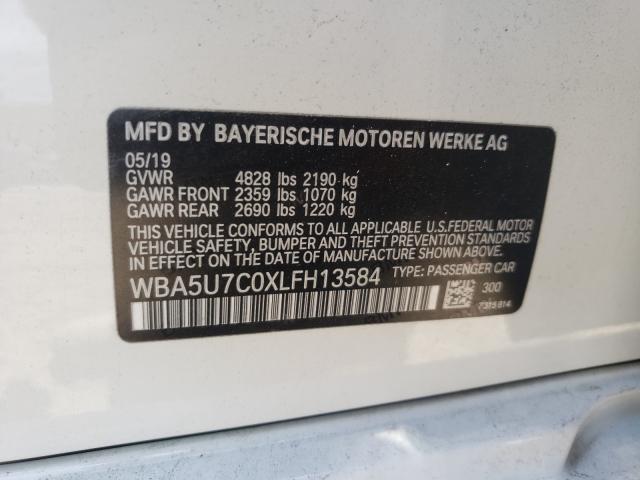 MFD BY BAYERISCHE MOTOREN WERKE AG
05/19
GVWR 4828 lbs 2190 kg
GAWR FRONT 2359 lbs 1070 kg
GAWR REAR 2690 lbs 1220 kg
THIS VEHICLE CONFORMS TO ALL APPLICABLE U.S.FEDERAL MOTOR
VEHICLE SAFETY, BUMPER AND THEFT PREVENTION STANDARDS
IN EFFECT ON THE DATE OF MANUFACTURE SHOWN ABOVE.
WBA5U7C0XLFH13584 TYPE: PASSENGER CAR
300
7315814